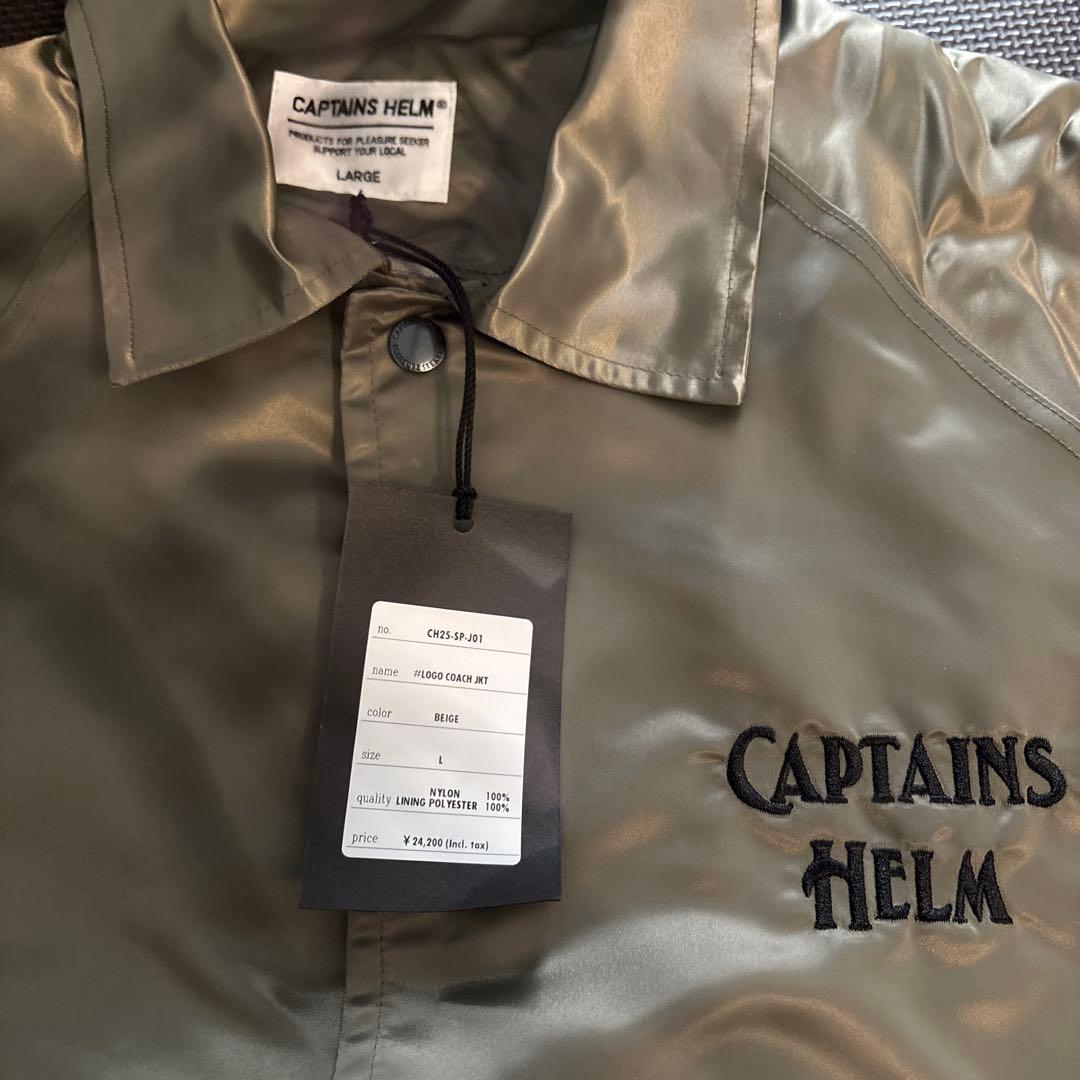 CAPTAINS HELM®
PRODUCTS FOR PLEASURE SEEKER
SUPPORT YOUR LOCAL
LARGE
no. CH25-SP-J01
name #LOGO COACH JKT
color BEIGE
size L
quality NYLON 100%
LINING POLYESTER 100%
price ¥24,200 (Incl. tax)
CAPTAINS
HELM